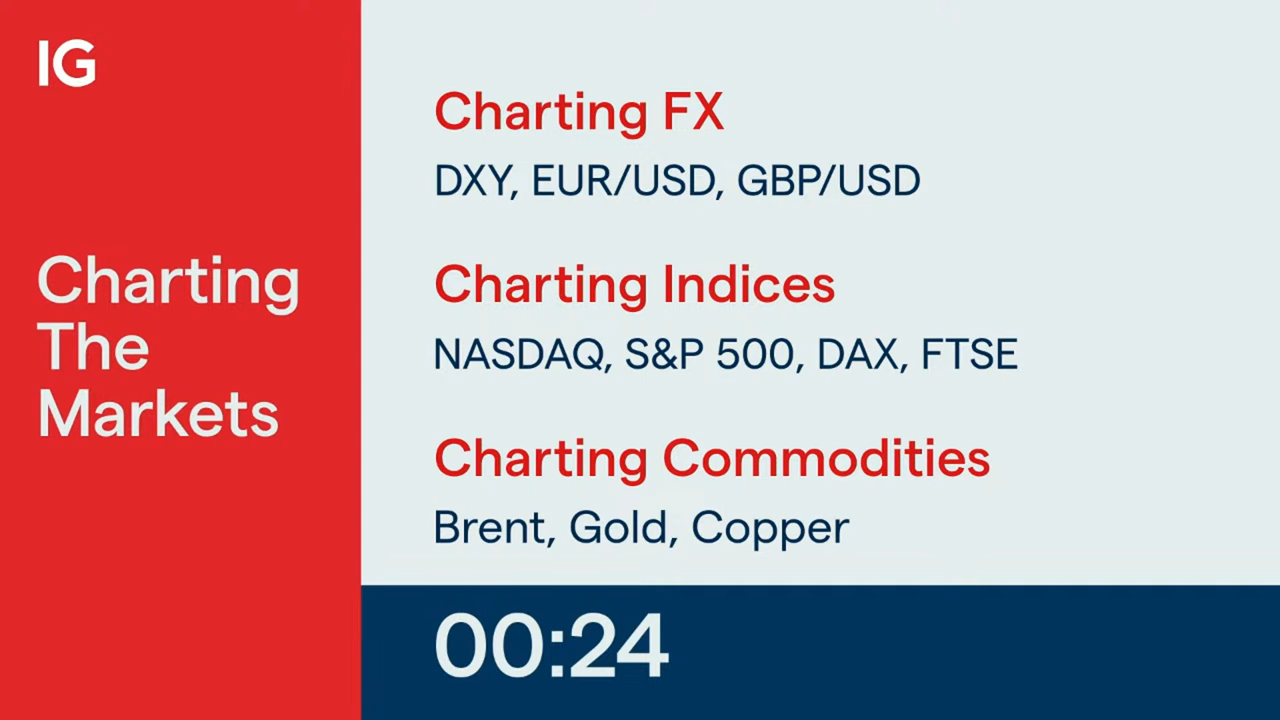 IG
Charting
The
Markets
Charting FX
DXY, EUR/USD, GBP/USD
Charting Indices
NASDAQ, S&P 500, DAX, FTSE
Charting Commodities
Brent, Gold, Copper
00:24